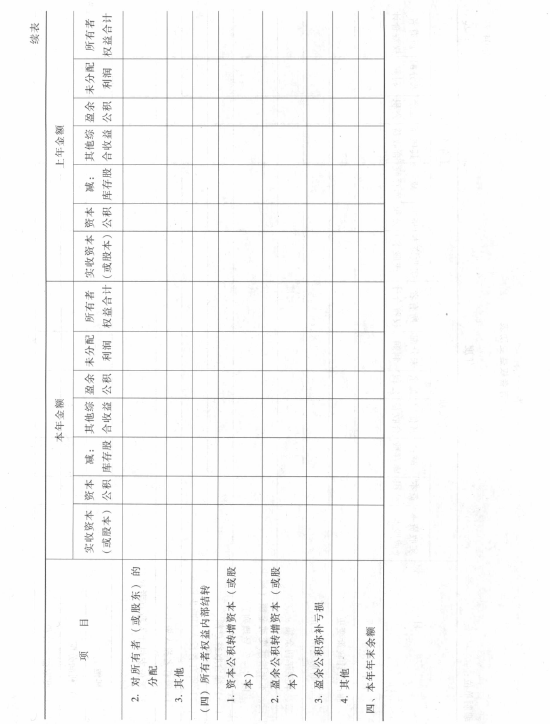 续表
项 目
本年金额
上年金额
实收资本
（或股本）
资本
公积
减：
库存股
其他综
合收益
盈余
公积
未分配
利润
所有者
权益合计
实收资本
（或股本）
资本
公积
减：
库存股
其他综
合收益
盈余
公积
未分配
利润
所有者
权益合计
2. 对所有者（或股东）的
分配
3. 其他
（四）所有者权益内部结转
1. 资本公积转增资本（或股
本）
2. 盈余公积转增资本（或股
本）
3. 盈余公积弥补亏损
4. 其他
四、本年年末余额